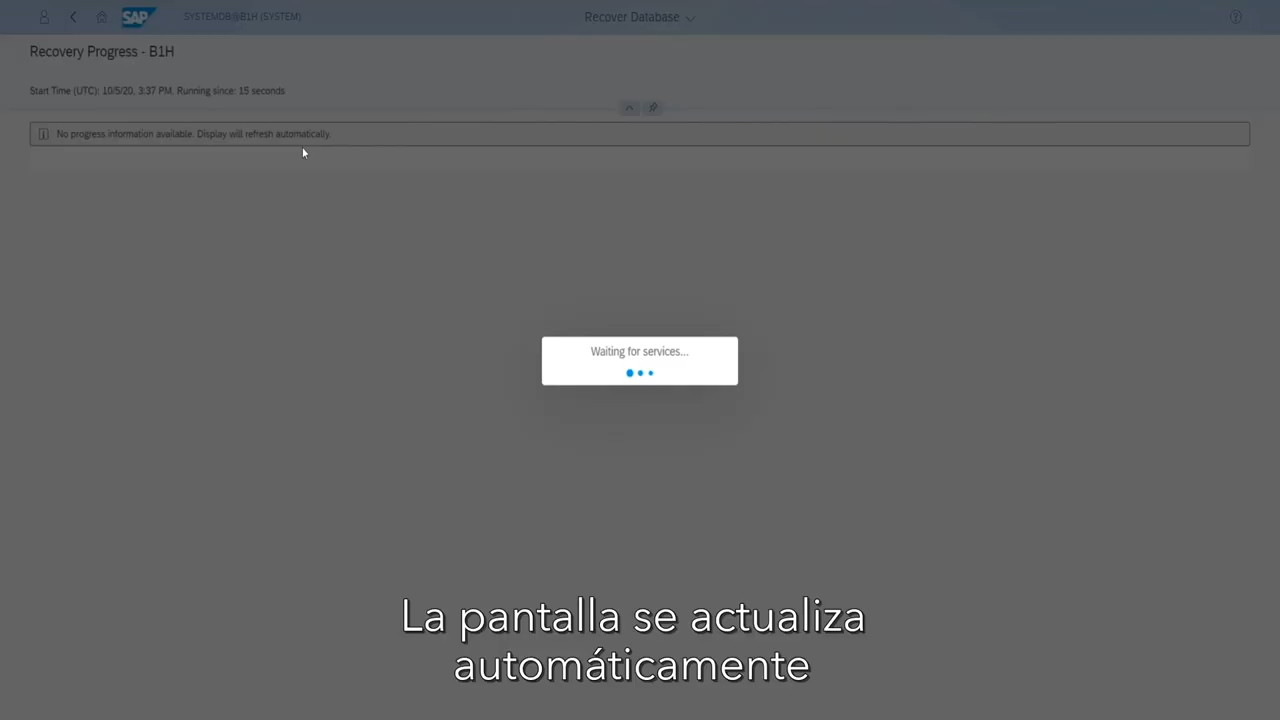 SAP
SYSTEMDB@B1H (SYSTEM)
Recover Database
Recovery Progress - B1H
Start Time (UTC): 10/5/20, 3:37 PM. Running since: 15 seconds
No progress information available. Display will refresh automatically.
Waiting for services...
La pantalla se actualiza
automáticamente